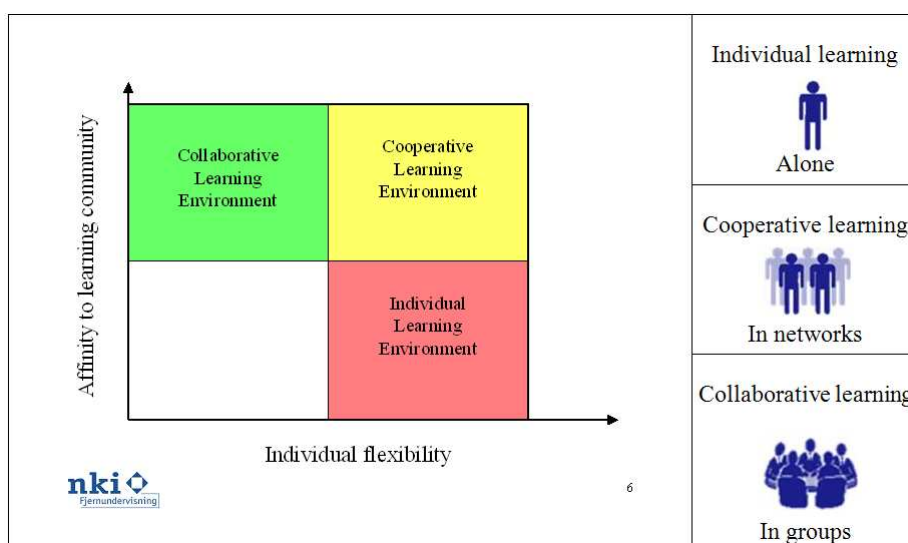 Affinity to learning community
Collaborative
Learning
Environment
Cooperative
Learning
Environment
Individual
Learning
Environment
Individual flexibility
nki
Fjernundervisning
6
Individual learning
Alone
Cooperative learning
In networks
Collaborative learning
In groups